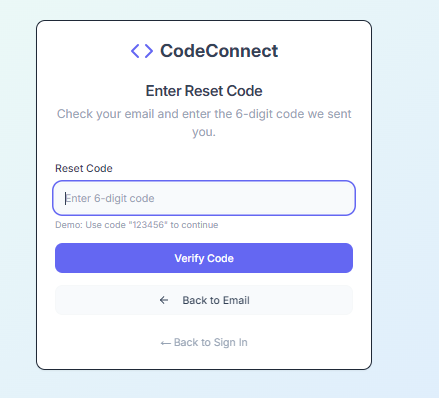 CodeConnect
Enter Reset Code
Check your email and enter the 6-digit code we sent
you.
Reset Code
Enter 6-digit code
Demo: Use code "123456" to continue
Verify Code
← Back to Email
← Back to Sign In